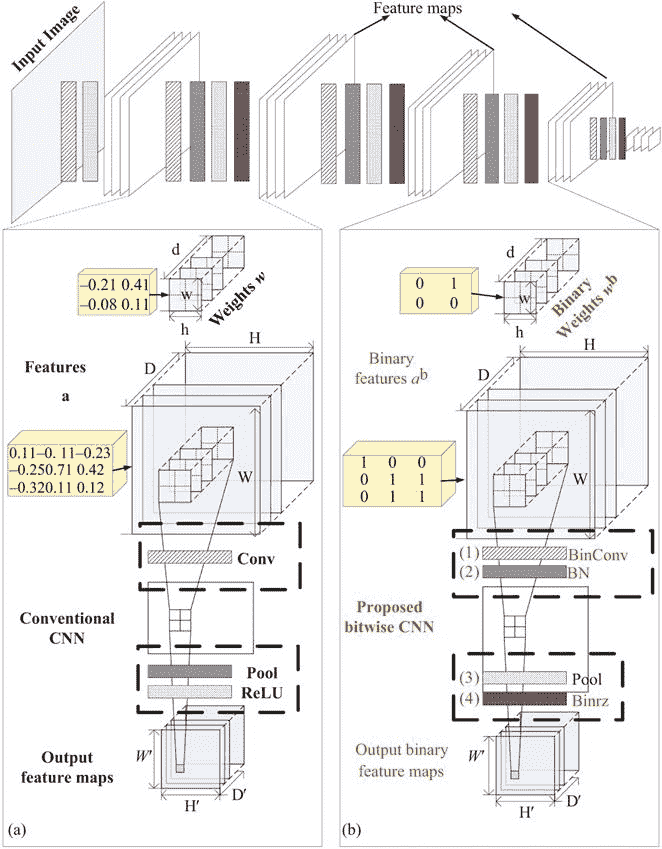 Input Image
Feature maps
d
-0.21 0.41
-0.08 0.11
w
h
Weights w
H
D
Features
a
0.11-0. 11-0.23
-0.250.71 0.42
-0.320.11 0.12
W
Conv
Conventional
CNN
Pool
ReLU
Output
feature maps
W'
H'
D'
(a)
d
0 1
0 0
w
h
Binary
Weights wb
H
D
Binary
features ab
1 0 0
0 1 1
0 1 1
W
(1) BinConv
(2) BN
Proposed
bitwise CNN
(3) Pool
(4) Binrz
Output binary
feature maps
W'
H'
D'
(b)